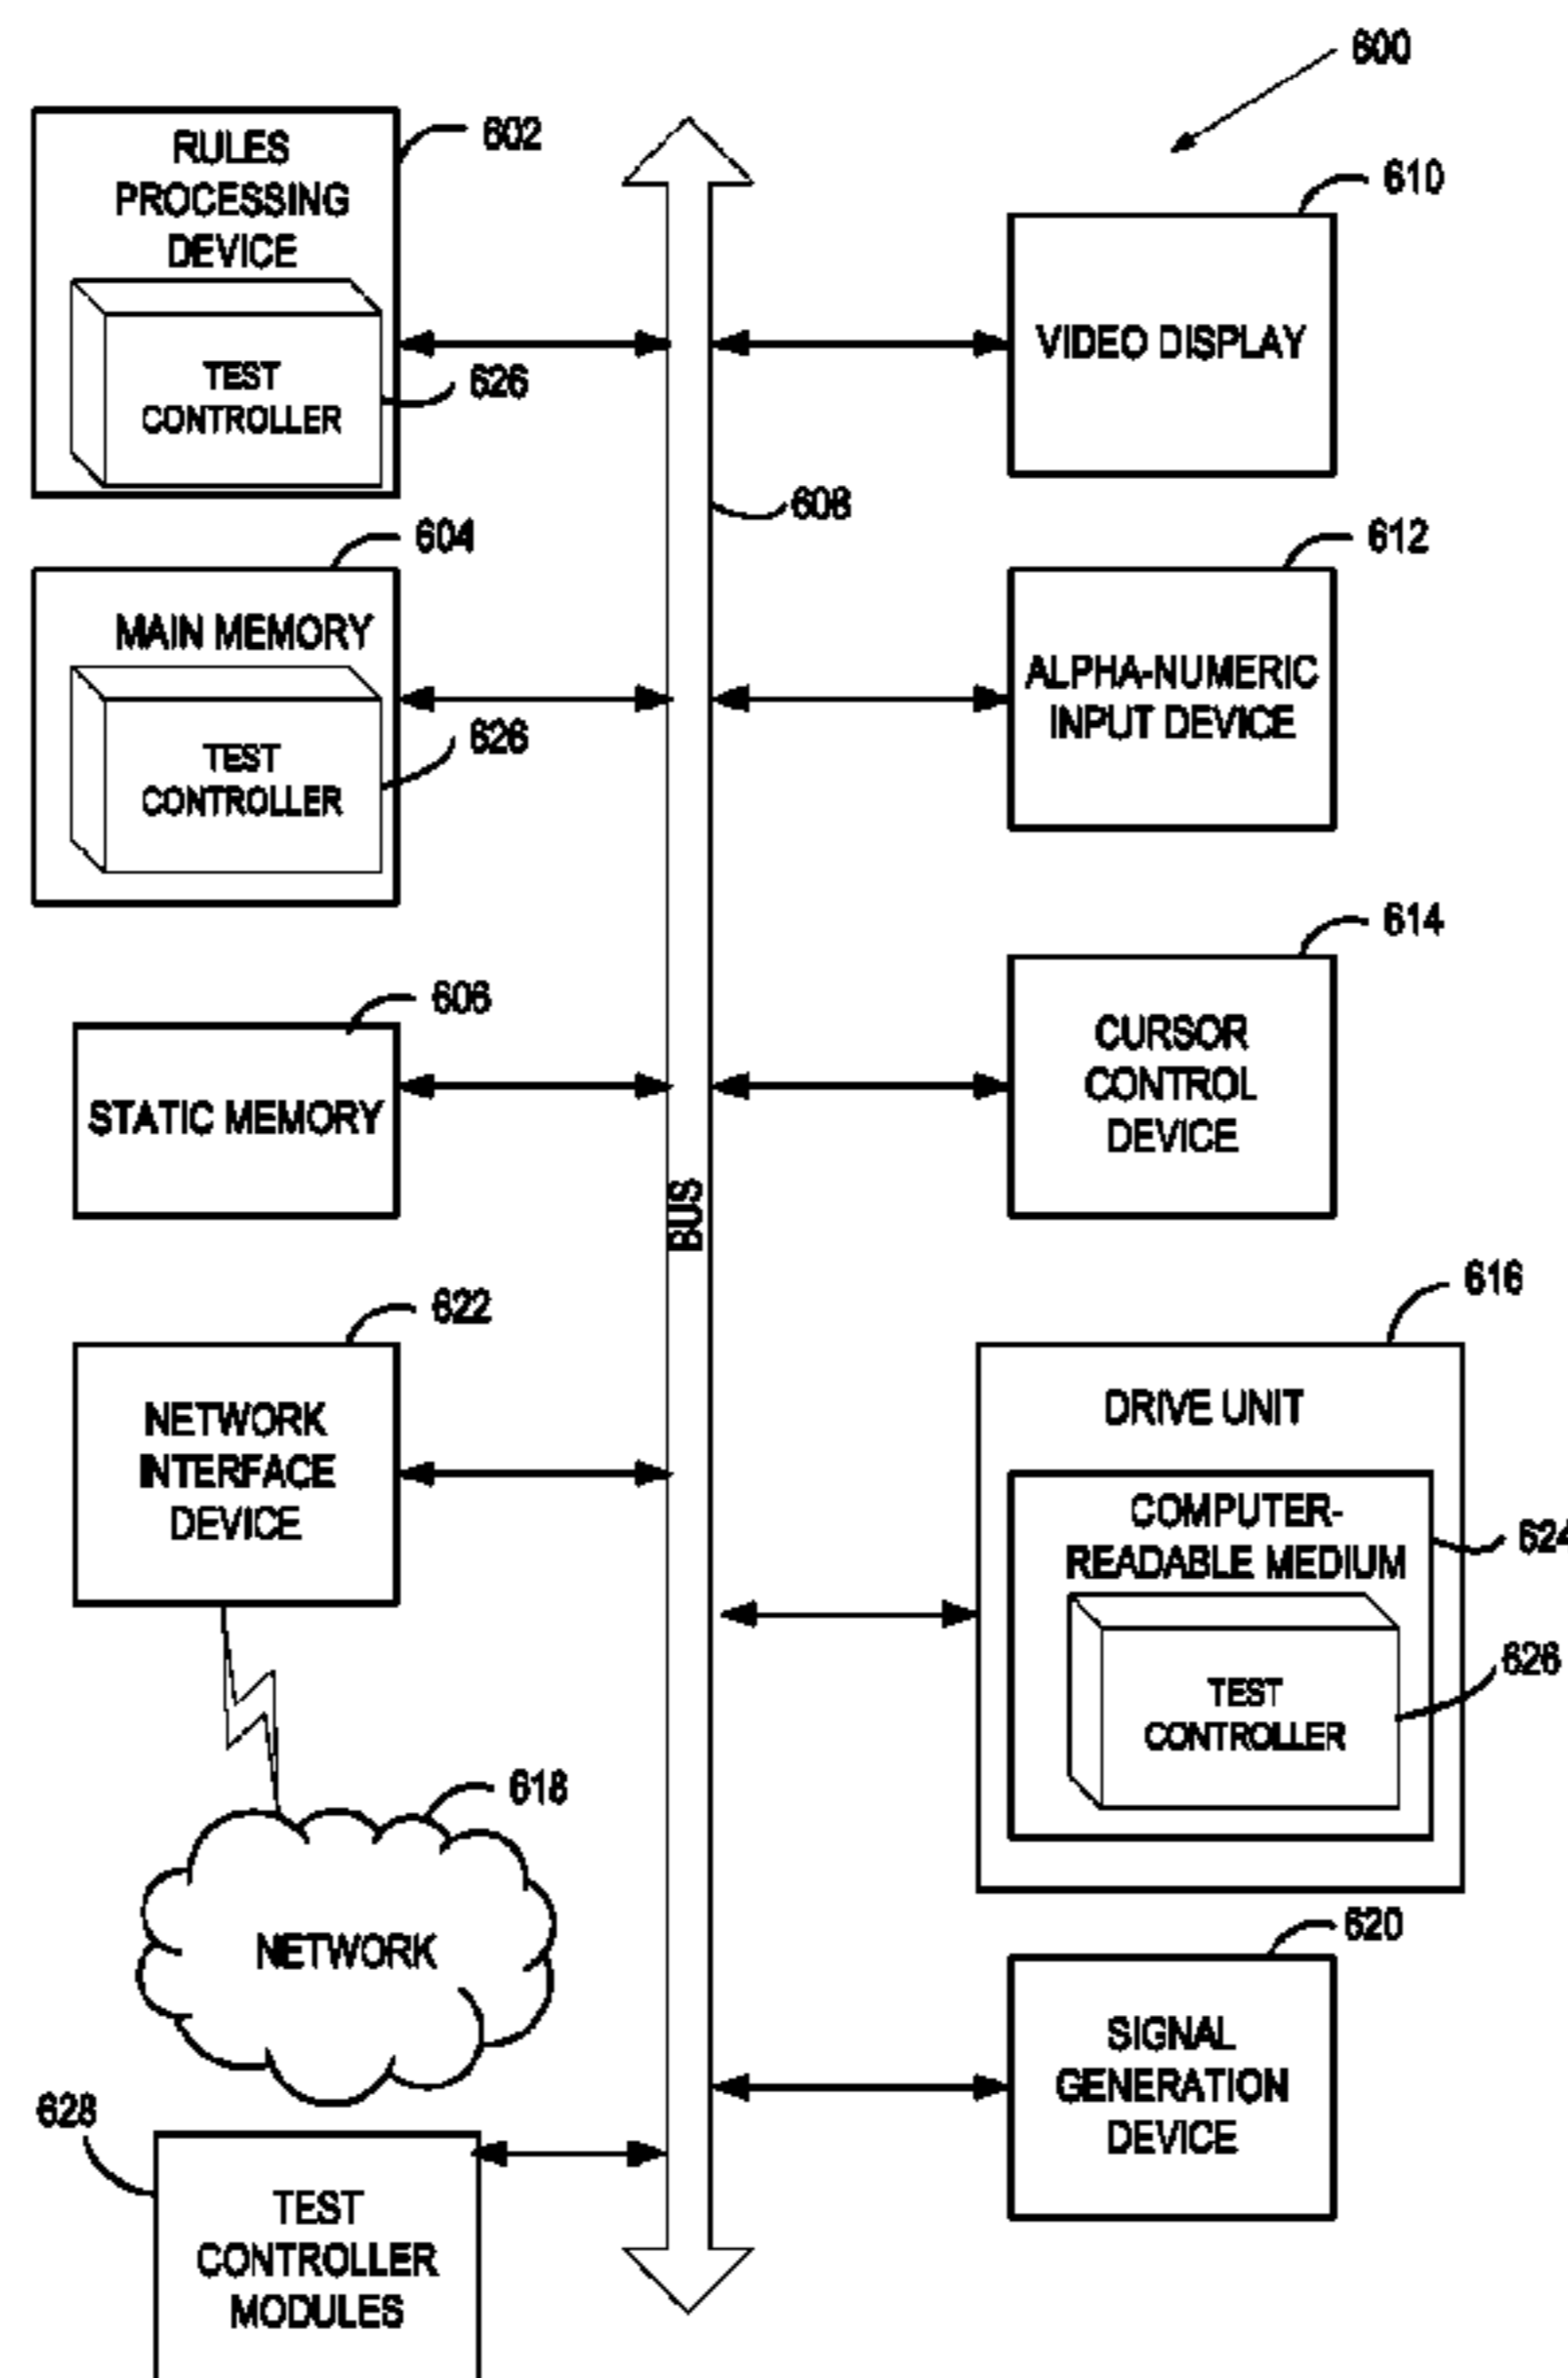 600
RULES
PROCESSING
DEVICE
602
TEST
CONTROLLER
626
610
VIDEO DISPLAY
608
604
MAIN MEMORY
TEST
CONTROLLER
626
612
ALPHA-NUMERIC
INPUT DEVICE
614
CURSOR
CONTROL
DEVICE
606
STATIC MEMORY
BUS
622
NETWORK
INTERFACE
DEVICE
616
DRIVE UNIT
COMPUTER-
READABLE MEDIUM
624
TEST
CONTROLLER
626
618
NETWORK
620
SIGNAL
GENERATION
DEVICE
628
TEST
CONTROLLER
MODULES